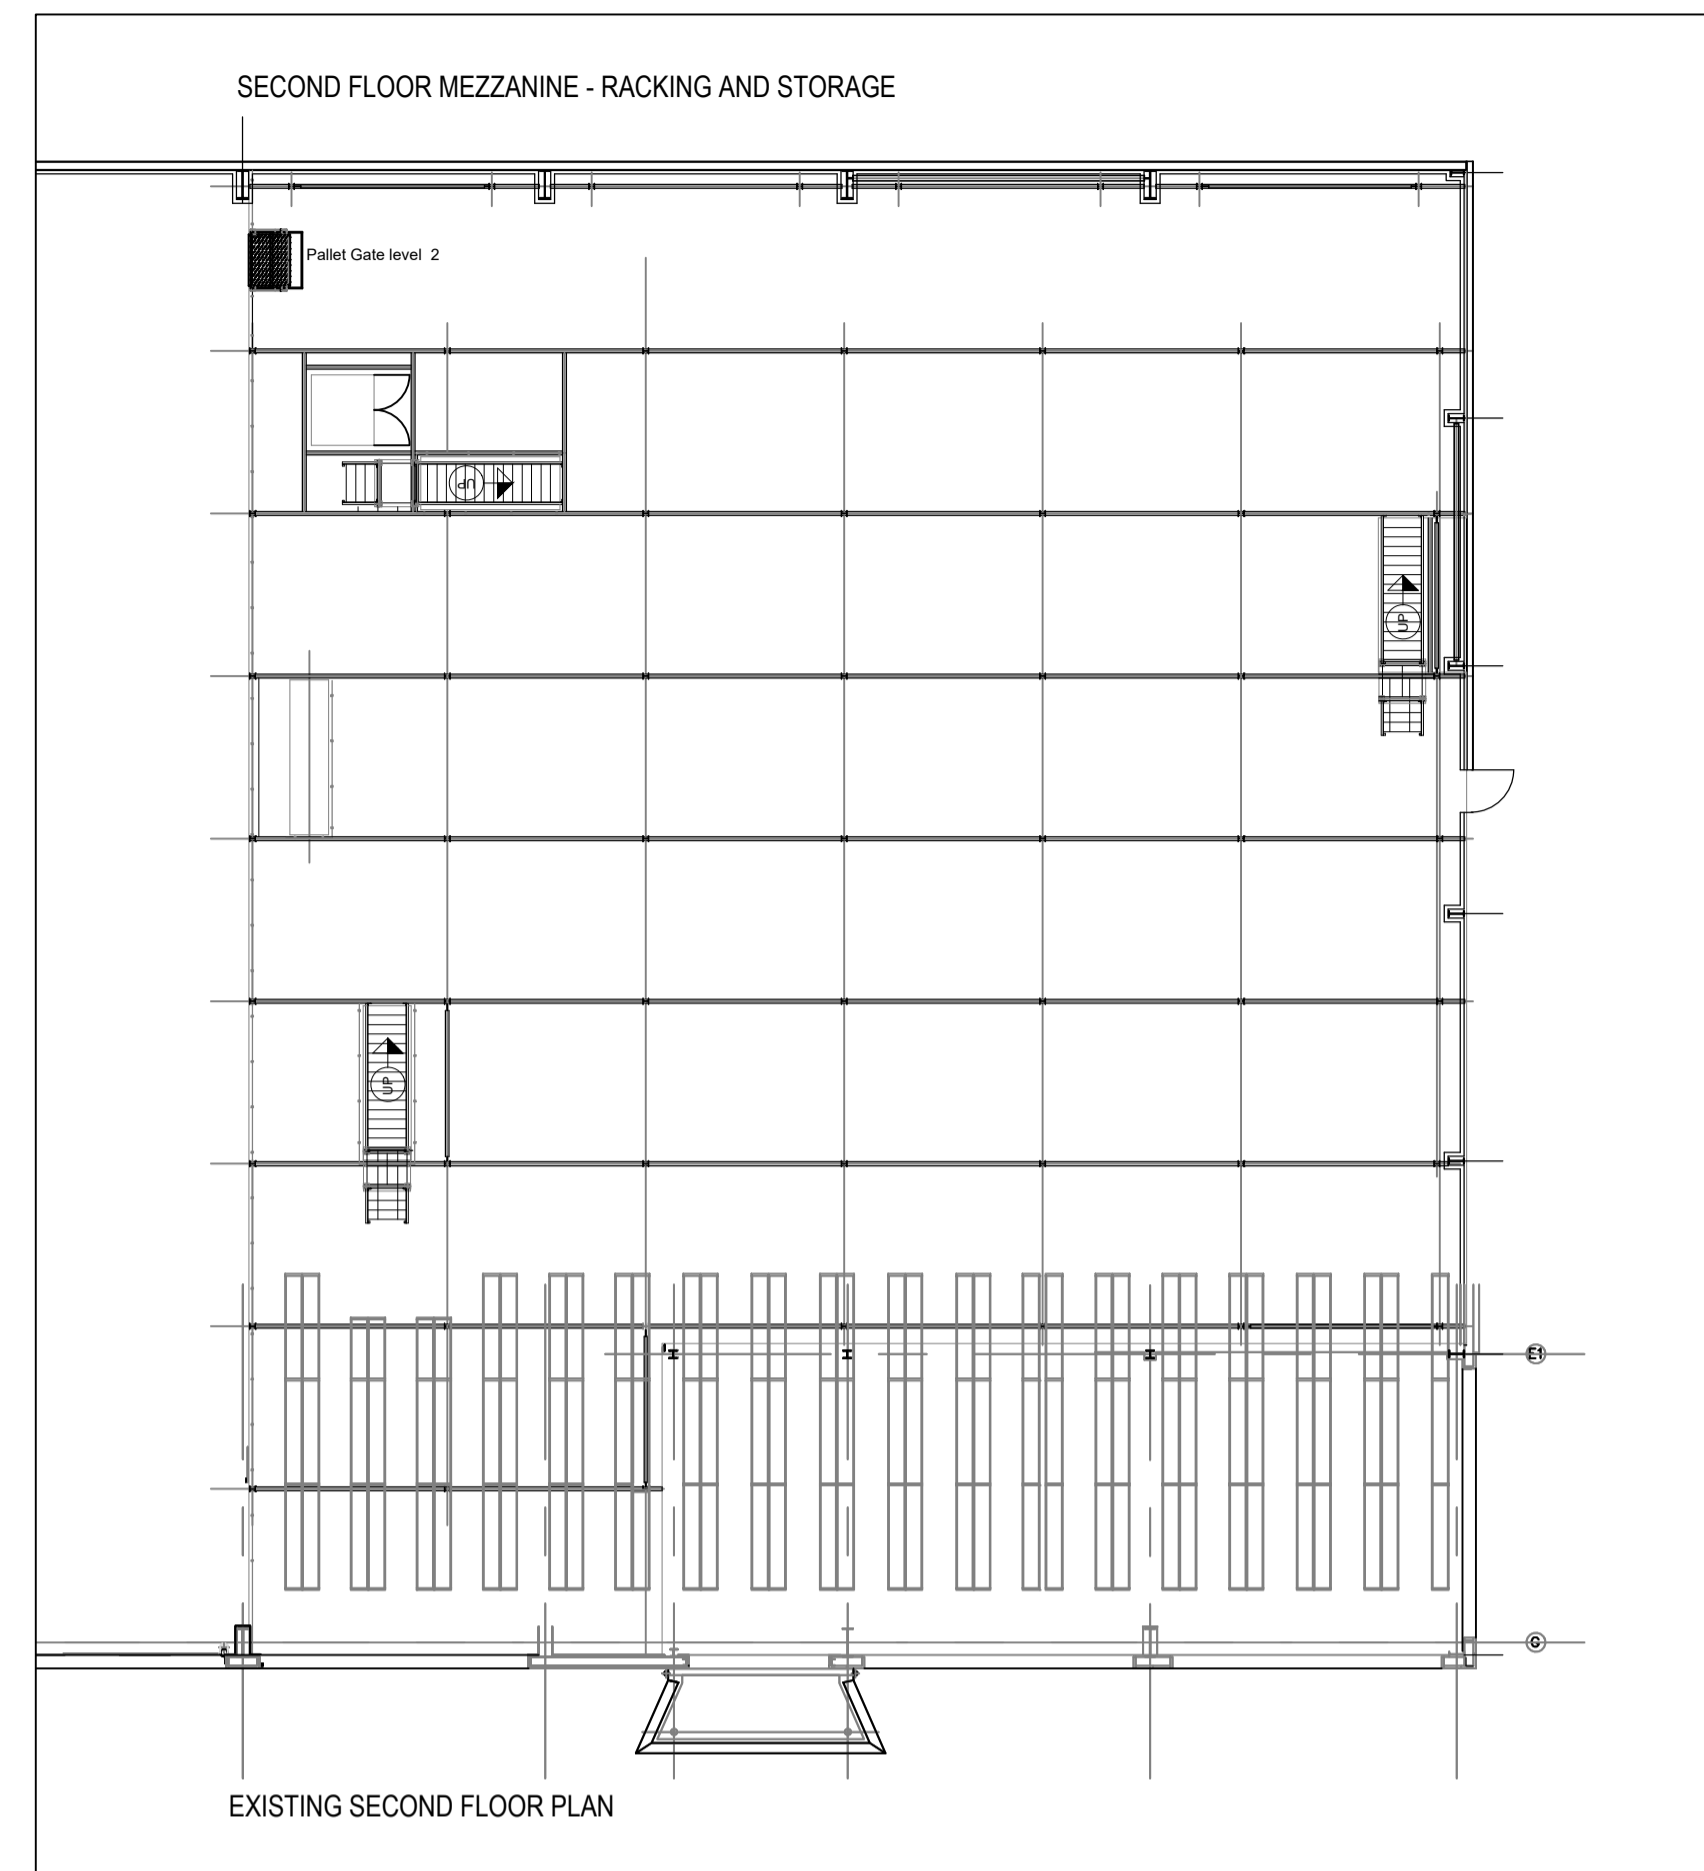 SECOND FLOOR MEZZANINE - RACKING AND STORAGE
Pallet Gate level 2
UP
UP
UP
E1
G
EXISTING SECOND FLOOR PLAN